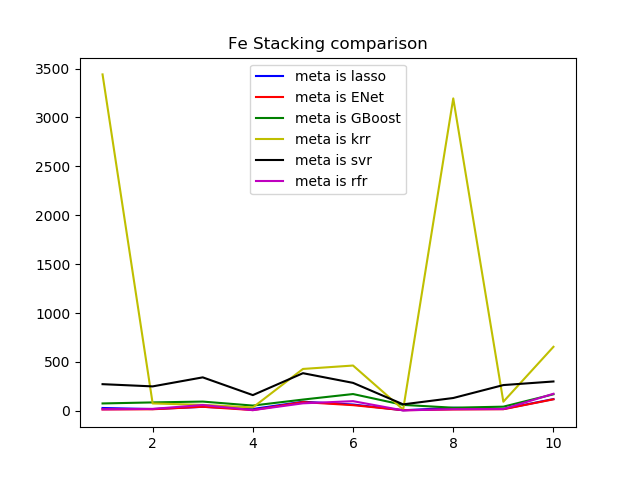 Fe Stacking comparison
meta is lasso
meta is ENet
meta is GBoost
meta is krr
meta is svr
meta is rfr
3500
3000
2500
2000
1500
1000
500
0
2 4 6 8 10